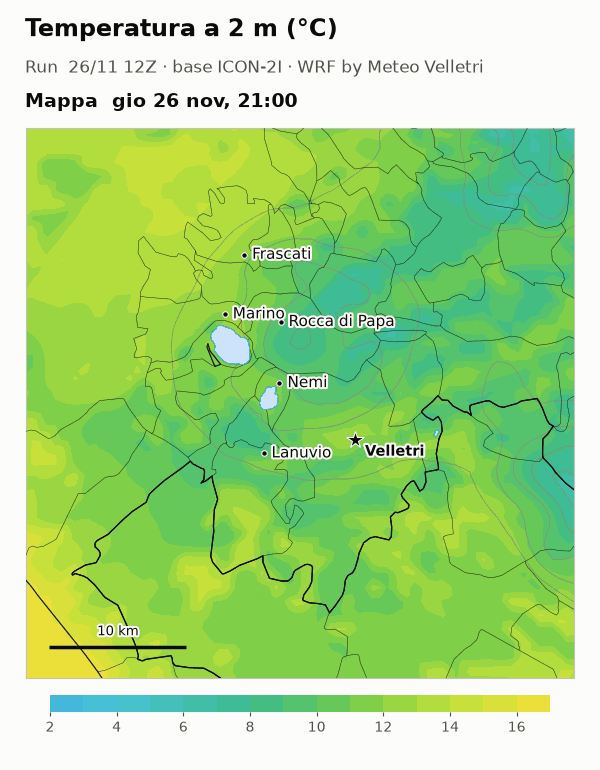 Temperatura a 2 m (°C)
Run  26/11 12Z · base ICON-2I · WRF by Meteo Velletri
Mappa  gio 26 nov, 21:00
Frascati
Marino
Rocca di Papa
Nemi
Velletri
Lanuvio
10 km
2 4 6 8 10 12 14 16